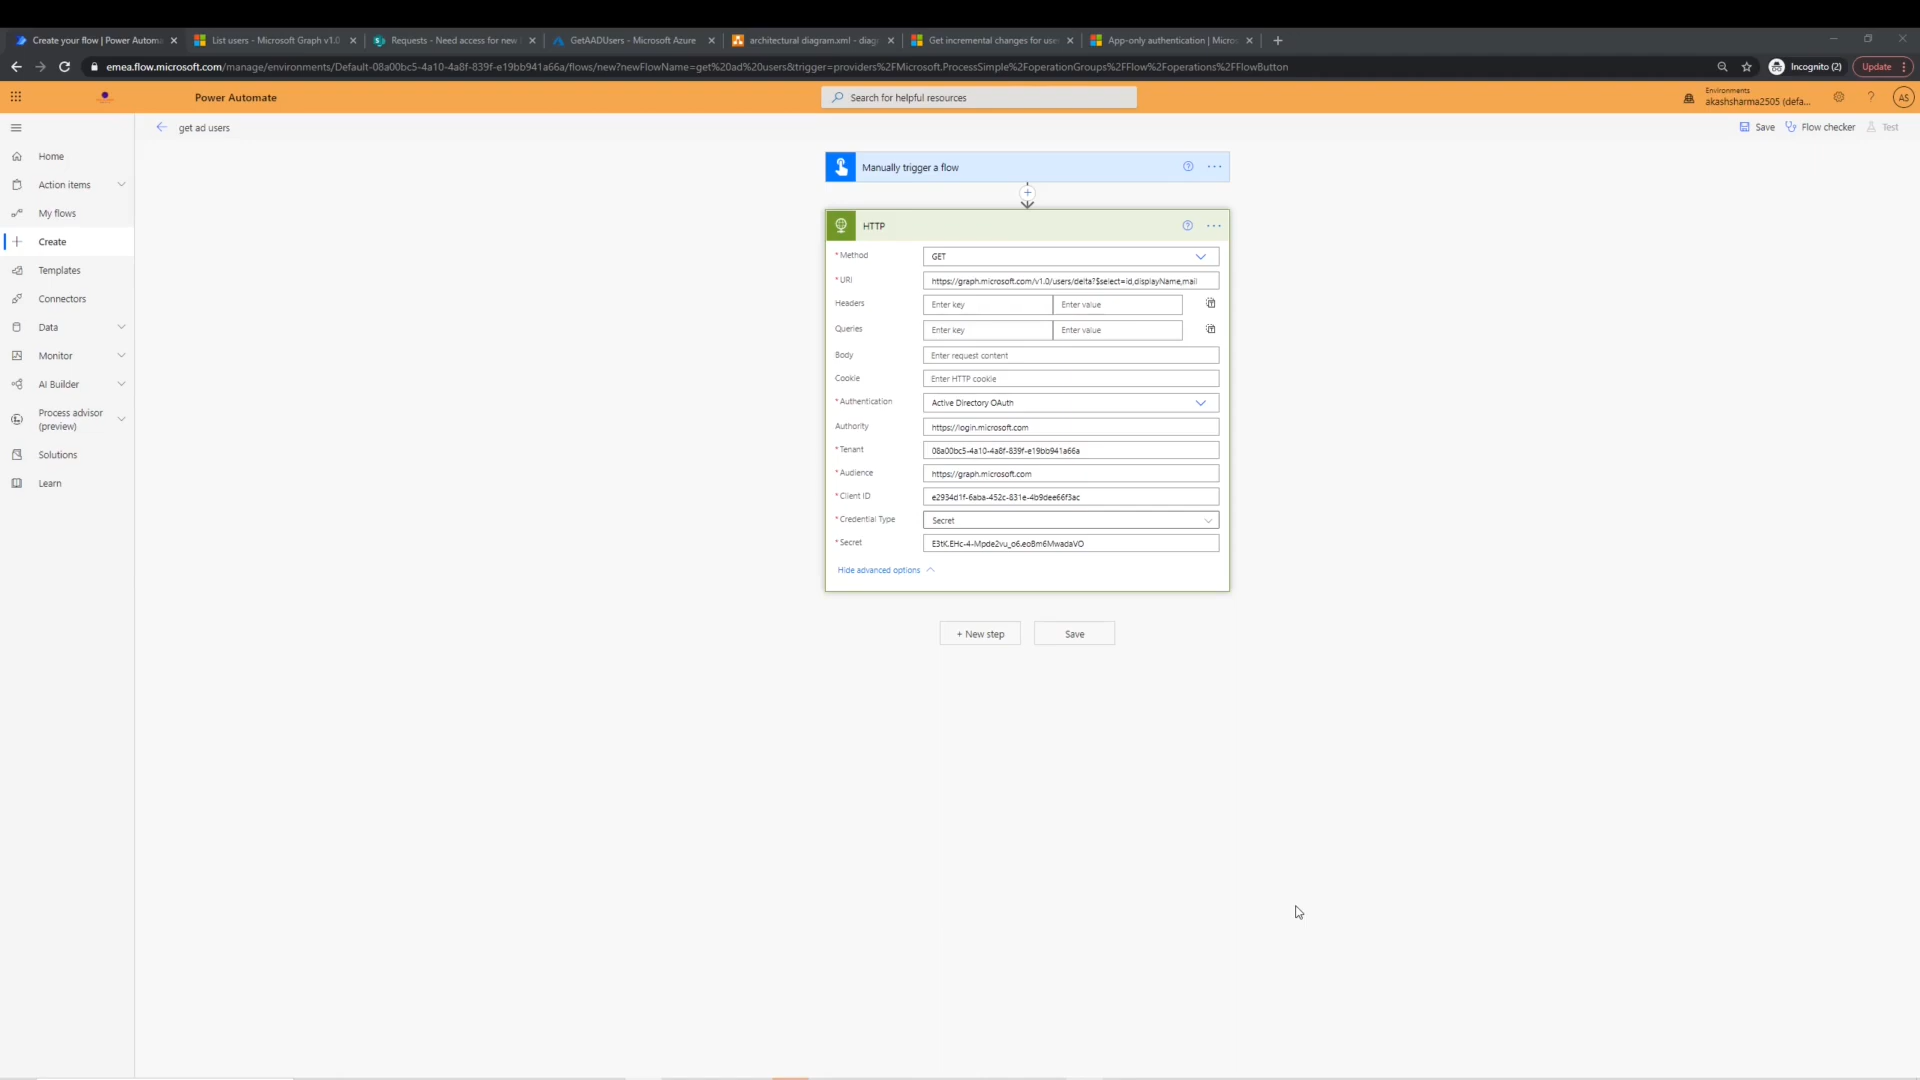 Create your flow | Power Automa
List users - Microsoft Graph v1.0
Requests - Need access for new
GetAADUsers - Microsoft Azure
architectural diagram.xml - diag
Get incremental changes for use
App-only authentication | Micros
emea.flow.microsoft.com/manage/environments/Default-08a00bc5-4a10-4a8f-839f-e19bb941a66a/flows/new?newFlowName=get%20ad%20users&trigger=providers%2FMicrosoft.ProcessSimple%2FoperationGroups%2FFlow%2Foperations%2FFlowButton
Incognito (2)
Update
Power Automate
Search for helpful resources
Environments
akashsharma2505 (defa...
?
AS
get ad users
Save
Flow checker
Test
Home
Action items
My flows
Create
Templates
Connectors
Data
Monitor
AI Builder
Process advisor
(preview)
Solutions
Learn
Manually trigger a flow
HTTP
* Method
GET
* URI
https://graph.microsoft.com/v1.0/users/delta?$select=id,displayName,mail
Headers
Enter key
Enter value
Queries
Enter key
Enter value
Body
Enter request content
Cookie
Enter HTTP cookie
* Authentication
Active Directory OAuth
Authority
https://login.microsoft.com
* Tenant
08a00bc5-4a10-4a8f-839f-e19bb941a66a
* Audience
https://graph.microsoft.com
* Client ID
e2934d1f-6aba-452c-831e-4b9dee66f3ac
* Credential Type
Secret
* Secret
E3tK.EHc-4-Mpde2vu_o6.eoBm6MwadaVO
Hide advanced options
+ New step
Save